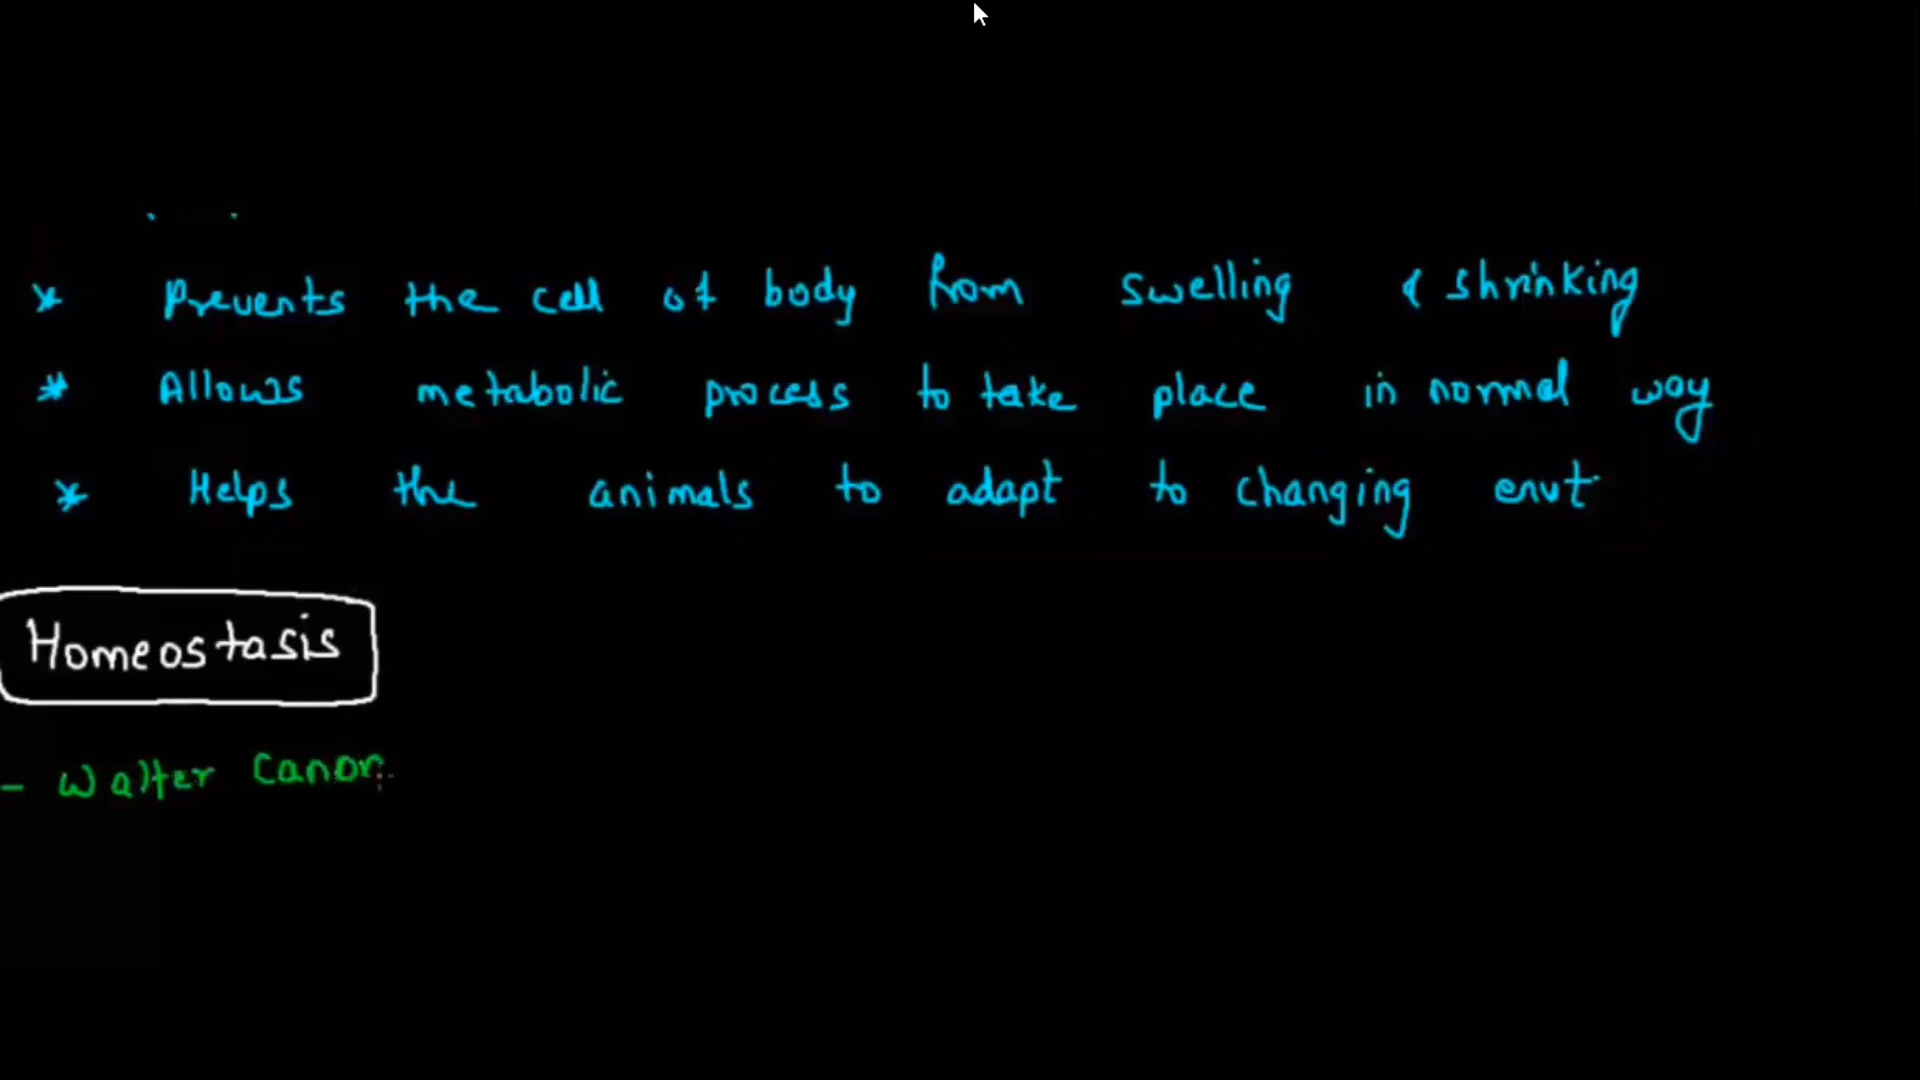 * Prevents the cell of body from swelling & shrinking
* Allows metabolic process to take place in normal way
* Helps the animals to adapt to changing envt
Homeostasis
- Walter Canon